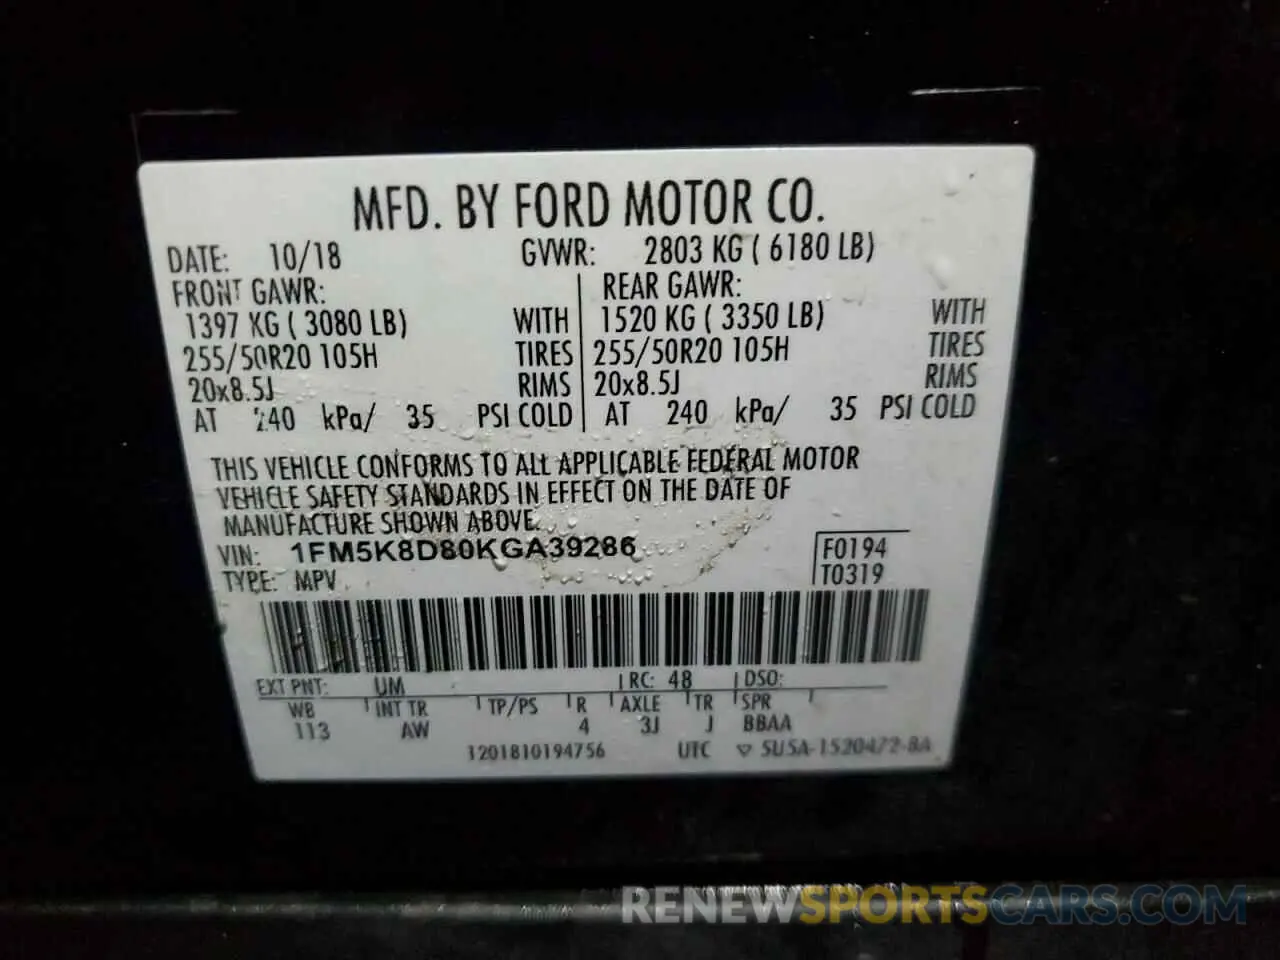 MFD. BY FORD MOTOR CO.
DATE: 10/18 GVWR: 2803 KG ( 6180 LB)
FRONT GAWR: REAR GAWR:
1397 KG ( 3080 LB) WITH 1520 KG ( 3350 LB) WITH
255/50R20 105H TIRES 255/50R20 105H TIRES
20x8.5J RIMS 20x8.5J RIMS
AT 240 kPa/ 35 PSI COLD AT 240 kPa/ 35 PSI COLD
THIS VEHICLE CONFORMS TO ALL APPLICABLE FEDERAL MOTOR
VEHICLE SAFETY STANDARDS IN EFFECT ON THE DATE OF
MANUFACTURE SHOWN ABOVE.
VIN: 1FM5K8D80KGA39286 F0194
TYPE: MPV T0319
EXT PNT: UM RC: 48 DSO:
WB INT TR TP/PS R AXLE TR SPR
113 AW 4 3J J BBAA
1201810194756 UTC ▽ SU5A-1520472-BA
RENEWSPORTSCARS.COM